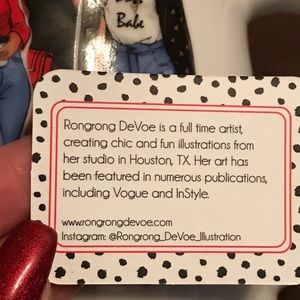 Babe
Rongrong DeVoe is a full time artist,
creating chic and fun illustrations from
her studio in Houston, TX. Her art has
been featured in numerous publications,
including Vogue and InStyle.
www.rongrongdevoe.com
Instagram: @Rongrong_DeVoe_Illustration